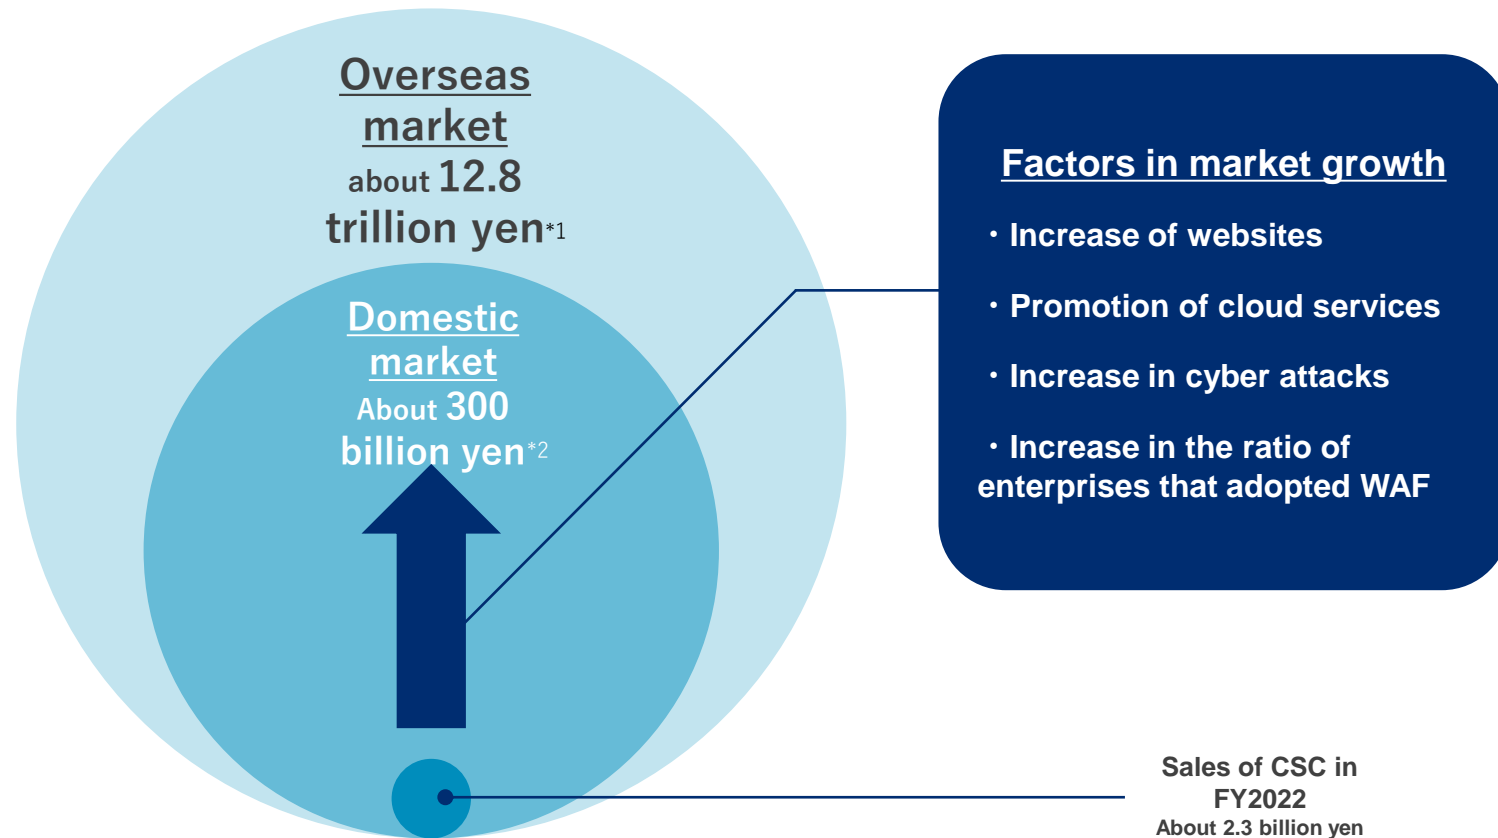 Overseas
market
about 12.8
trillion yen*1
Domestic
market
About 300
billion yen*2
Factors in market growth
・Increase of websites
・Promotion of cloud services
・Increase in cyber attacks
・Increase in the ratio of
enterprises that adopted WAF
Sales of CSC in
FY2022
About 2.3 billion yen